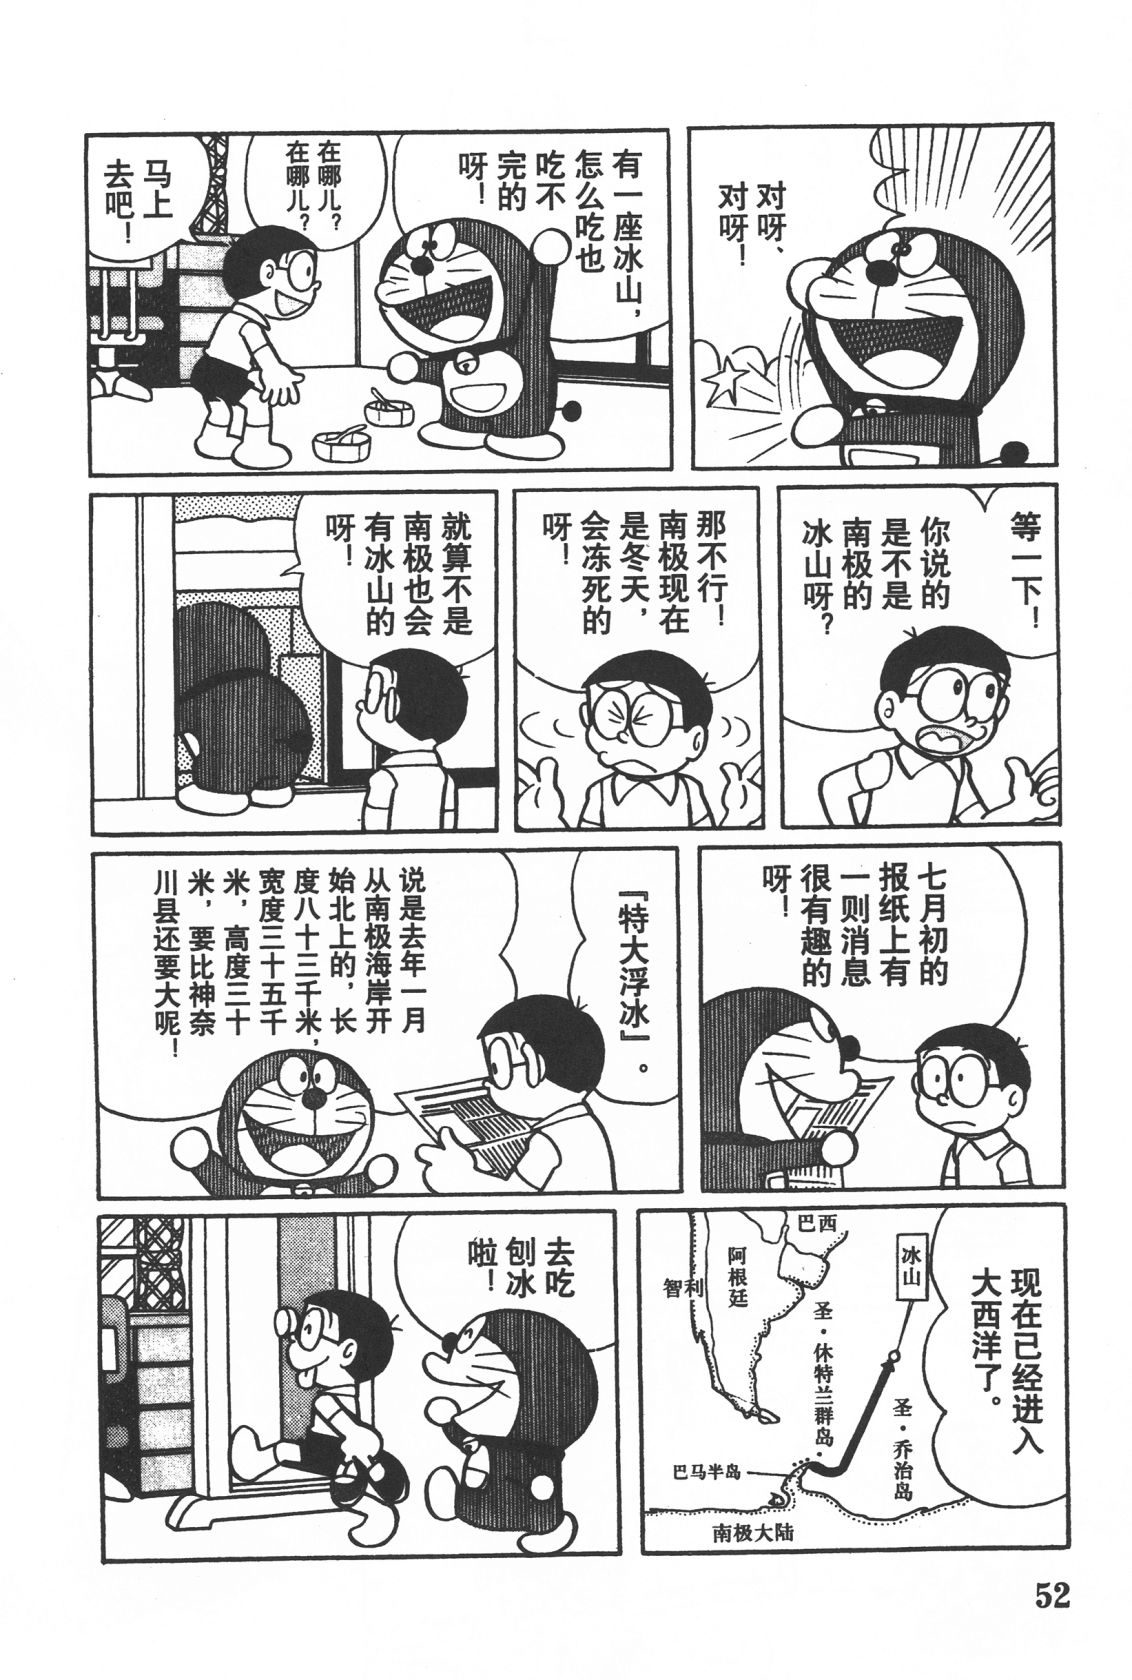 对呀、
对呀！
有一座冰山，
怎么吃也
吃不
完的
呀！
在哪儿？
在哪儿？
马上
去吧！
等一下！
你说的
是不是
南极的
冰山呀？
那不行！
南极现在
是冬天，
会冻死的
呀！
就算不是
南极也会
有冰山的
呀！
七月初的
报纸上有
一则消息
很有趣的
呀！
『特大浮冰』。
说是去年一月
从南极海岸开
始北上的，长
度八十三千米，
宽度三十五千
米，高度三十
米，要比神奈
川县还要大呢！
现在已经进入
大西洋了。
冰山
巴西
阿根廷
智利
圣·休特兰群岛
圣·乔治岛
巴马半岛
南极大陆
去吃
刨冰
啦！
52